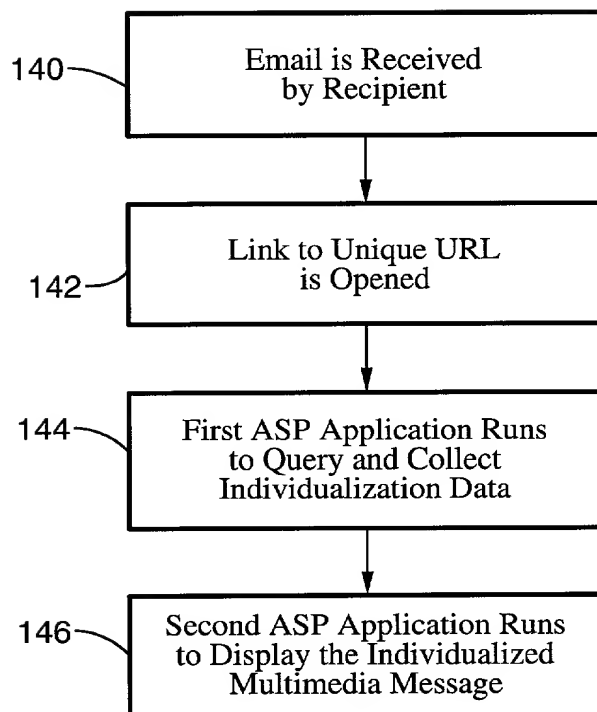 140
Email is Received
by Recipient
142
Link to Unique URL
is Opened
144
First ASP Application Runs
to Query and Collect
Individualization Data
146
Second ASP Application Runs
to Display the Individualized
Multimedia Message